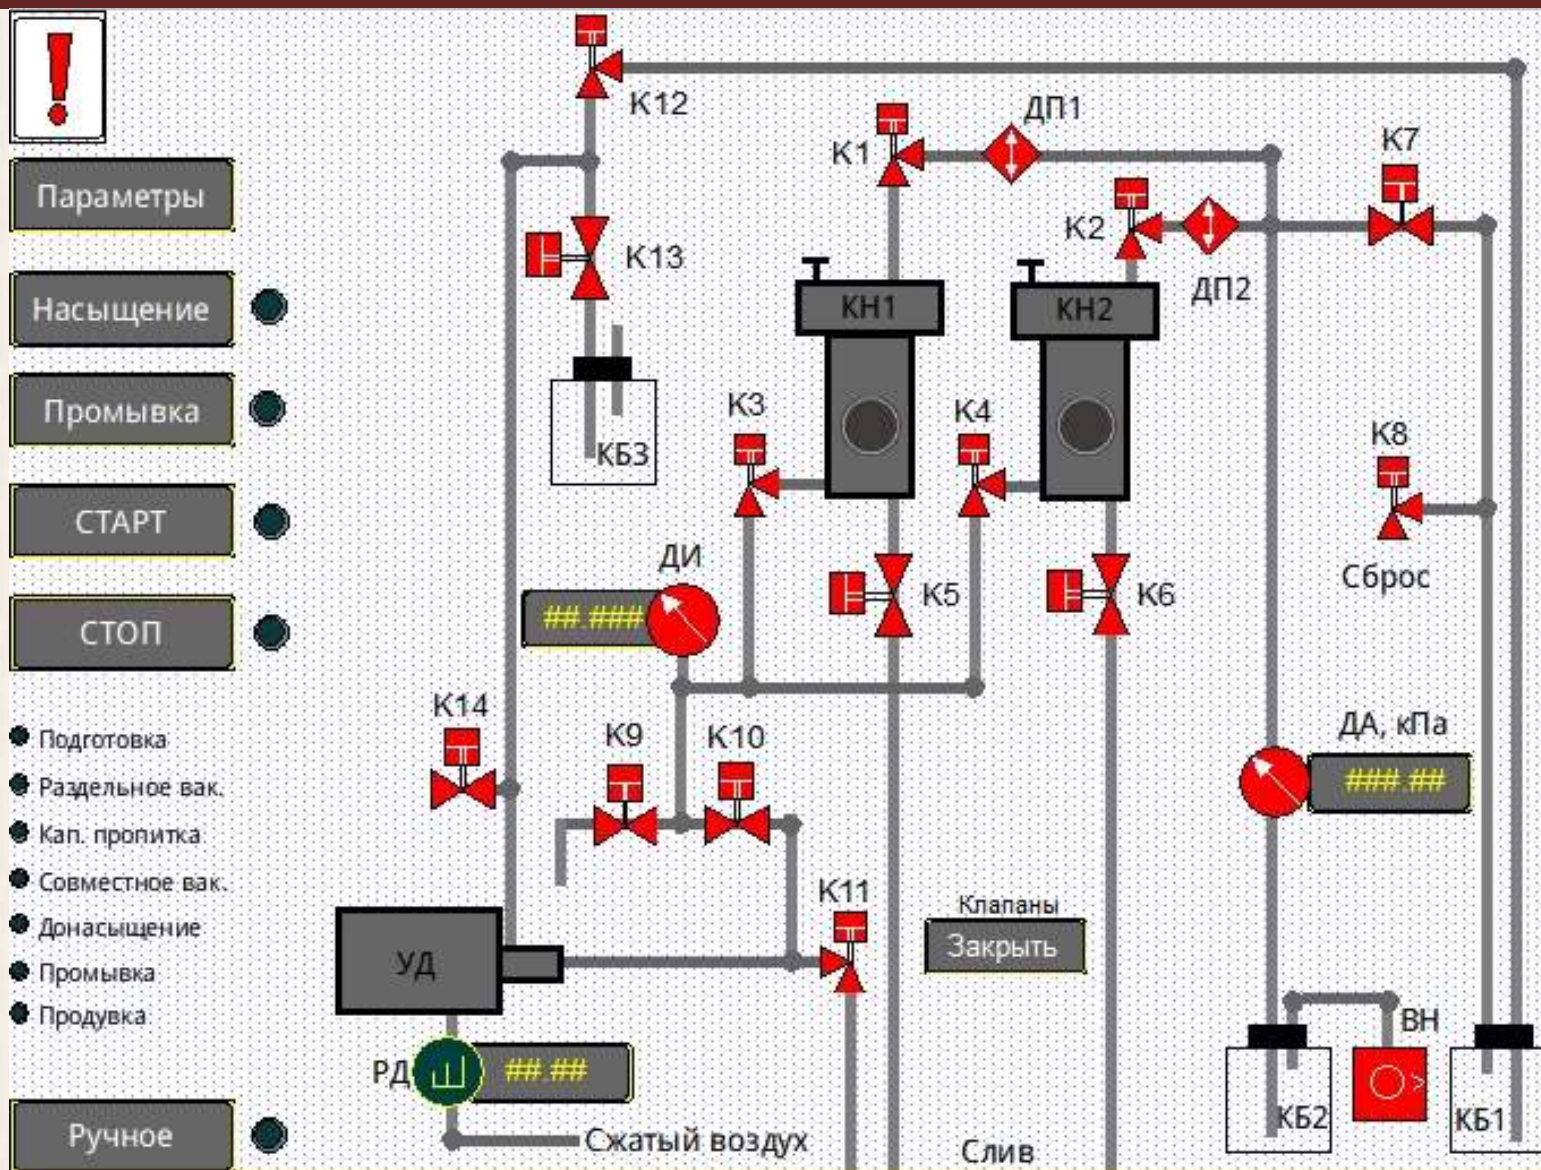 К12
ДП1
К1
К7
Параметры
К2
К13
ДП2
Насыщение
КН1
КН2
Промывка
К3
К4
К8
КБ3
СТАРТ
ДИ
Сброс
##.###
К5
К6
СТОП
К14
К9
К10
ДА, кПа
###.##
Подготовка
Раздельное вак.
Кап. пропитка
Совместное вак.
Донасыщение
Промывка
Продувка
К11
Клапаны
Закрыть
УД
ВН
РД
##.##
КБ2
КБ1
Ручное
Сжатый воздух
Слив